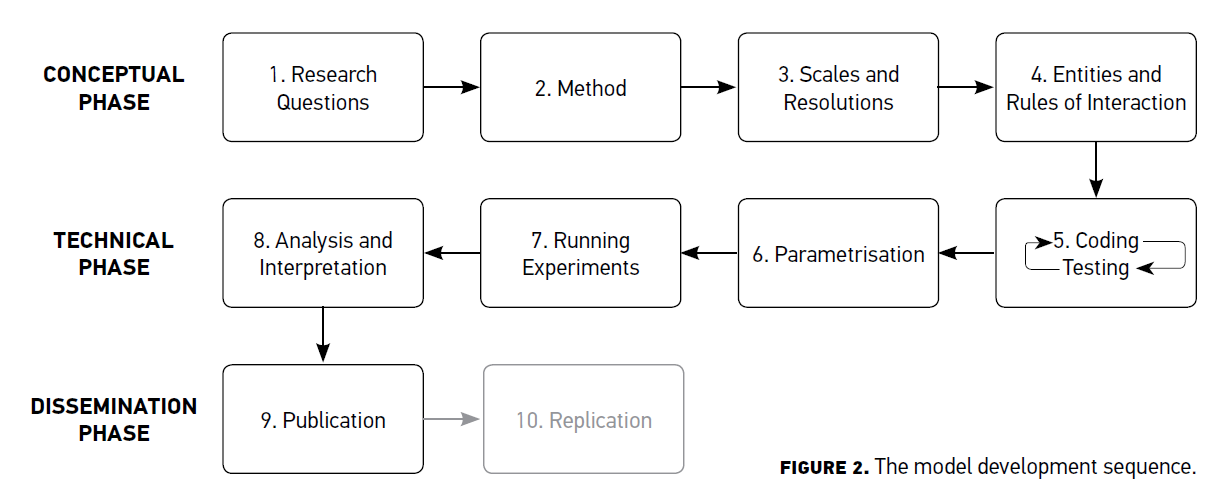 CONCEPTUAL
PHASE
1. Research
Questions
2. Method
3. Scales and
Resolutions
4. Entities and
Rules of Interaction
TECHNICAL
PHASE
8. Analysis and
Interpretation
7. Running
Experiments
6. Parametrisation
5. Coding
Testing
DISSEMINATION
PHASE
9. Publication
10. Replication
FIGURE 2. The model development sequence.